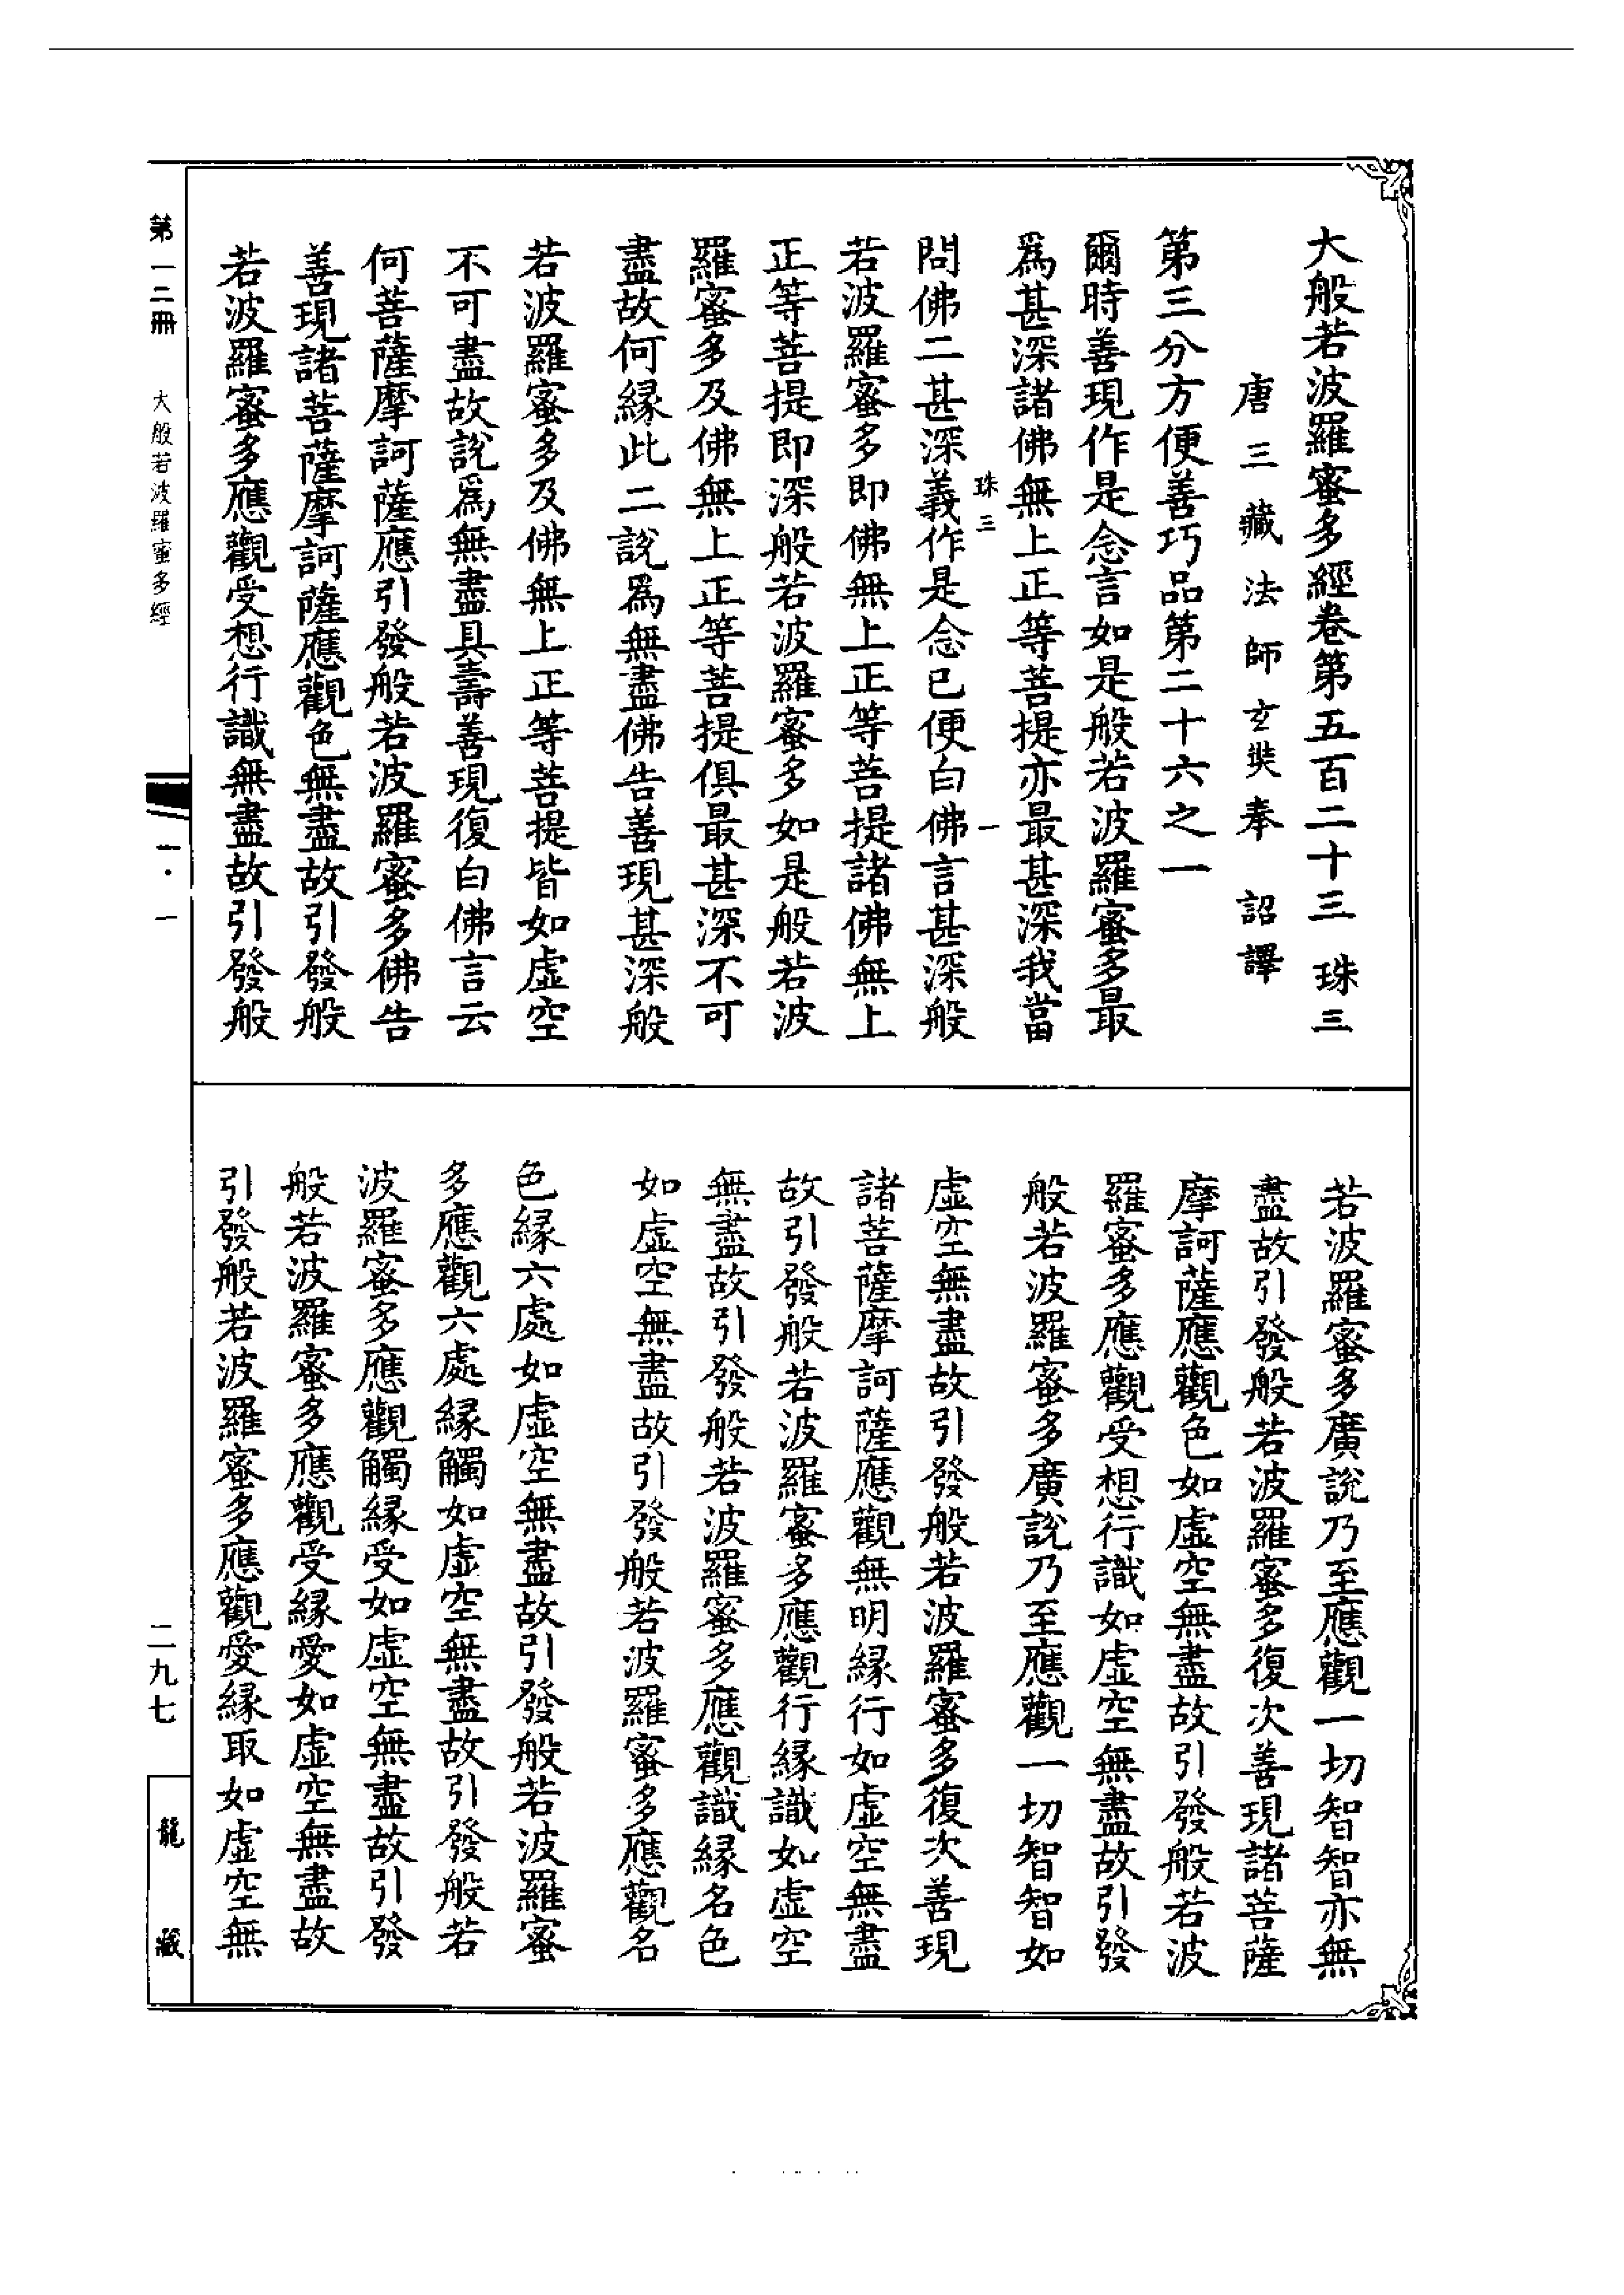 大般若波羅蜜多經卷第五百二十三 珠三
唐三藏法師玄奘奉 詔譯
第三分方便善巧品第二十六之一
爾時善現作是念言如是般若波羅蜜多最
為甚深諸佛無上正等菩提亦最甚深我當
珠三 一
問佛二甚深義作是念已便白佛言甚深般
若波羅蜜多即佛無上正等菩提諸佛無上
正等菩提即深般若波羅蜜多如是般若波
羅蜜多及佛無上正等菩提俱最甚深不可
盡故何緣此二說為無盡佛告善現甚深般
若波羅蜜多及佛無上正等菩提皆如虛空
不可盡故說為無盡具壽善現復白佛言云
何菩薩摩訶薩應引發般若波羅蜜多佛告
善現諸菩薩摩訶薩應觀色無盡故引發般
若波羅蜜多應觀受想行識無盡故引發般
若波羅蜜多廣說乃至應觀一切智智亦無
盡故引發般若波羅蜜多復次善現諸菩薩
摩訶薩應觀色如虛空無盡故引發般若波
羅蜜多應觀受想行識如虛空無盡故引發
般若波羅蜜多廣說乃至應觀一切智智如
虛空無盡故引發般若波羅蜜多復次善現
諸菩薩摩訶薩應觀無明緣行如虛空無盡
故引發般若波羅蜜多應觀行緣識如虛空
無盡故引發般若波羅蜜多應觀識緣名色
如虛空無盡故引發般若波羅蜜多應觀名
色緣六處如虛空無盡故引發般若波羅蜜
多應觀六處緣觸如虛空無盡故引發般若
波羅蜜多應觀觸緣受如虛空無盡故引發
般若波羅蜜多應觀受緣愛如虛空無盡故
引發般若波羅蜜多應觀愛緣取如虛空無
第一二冊 大般若波羅蜜多經 一·一 二九七 龍藏